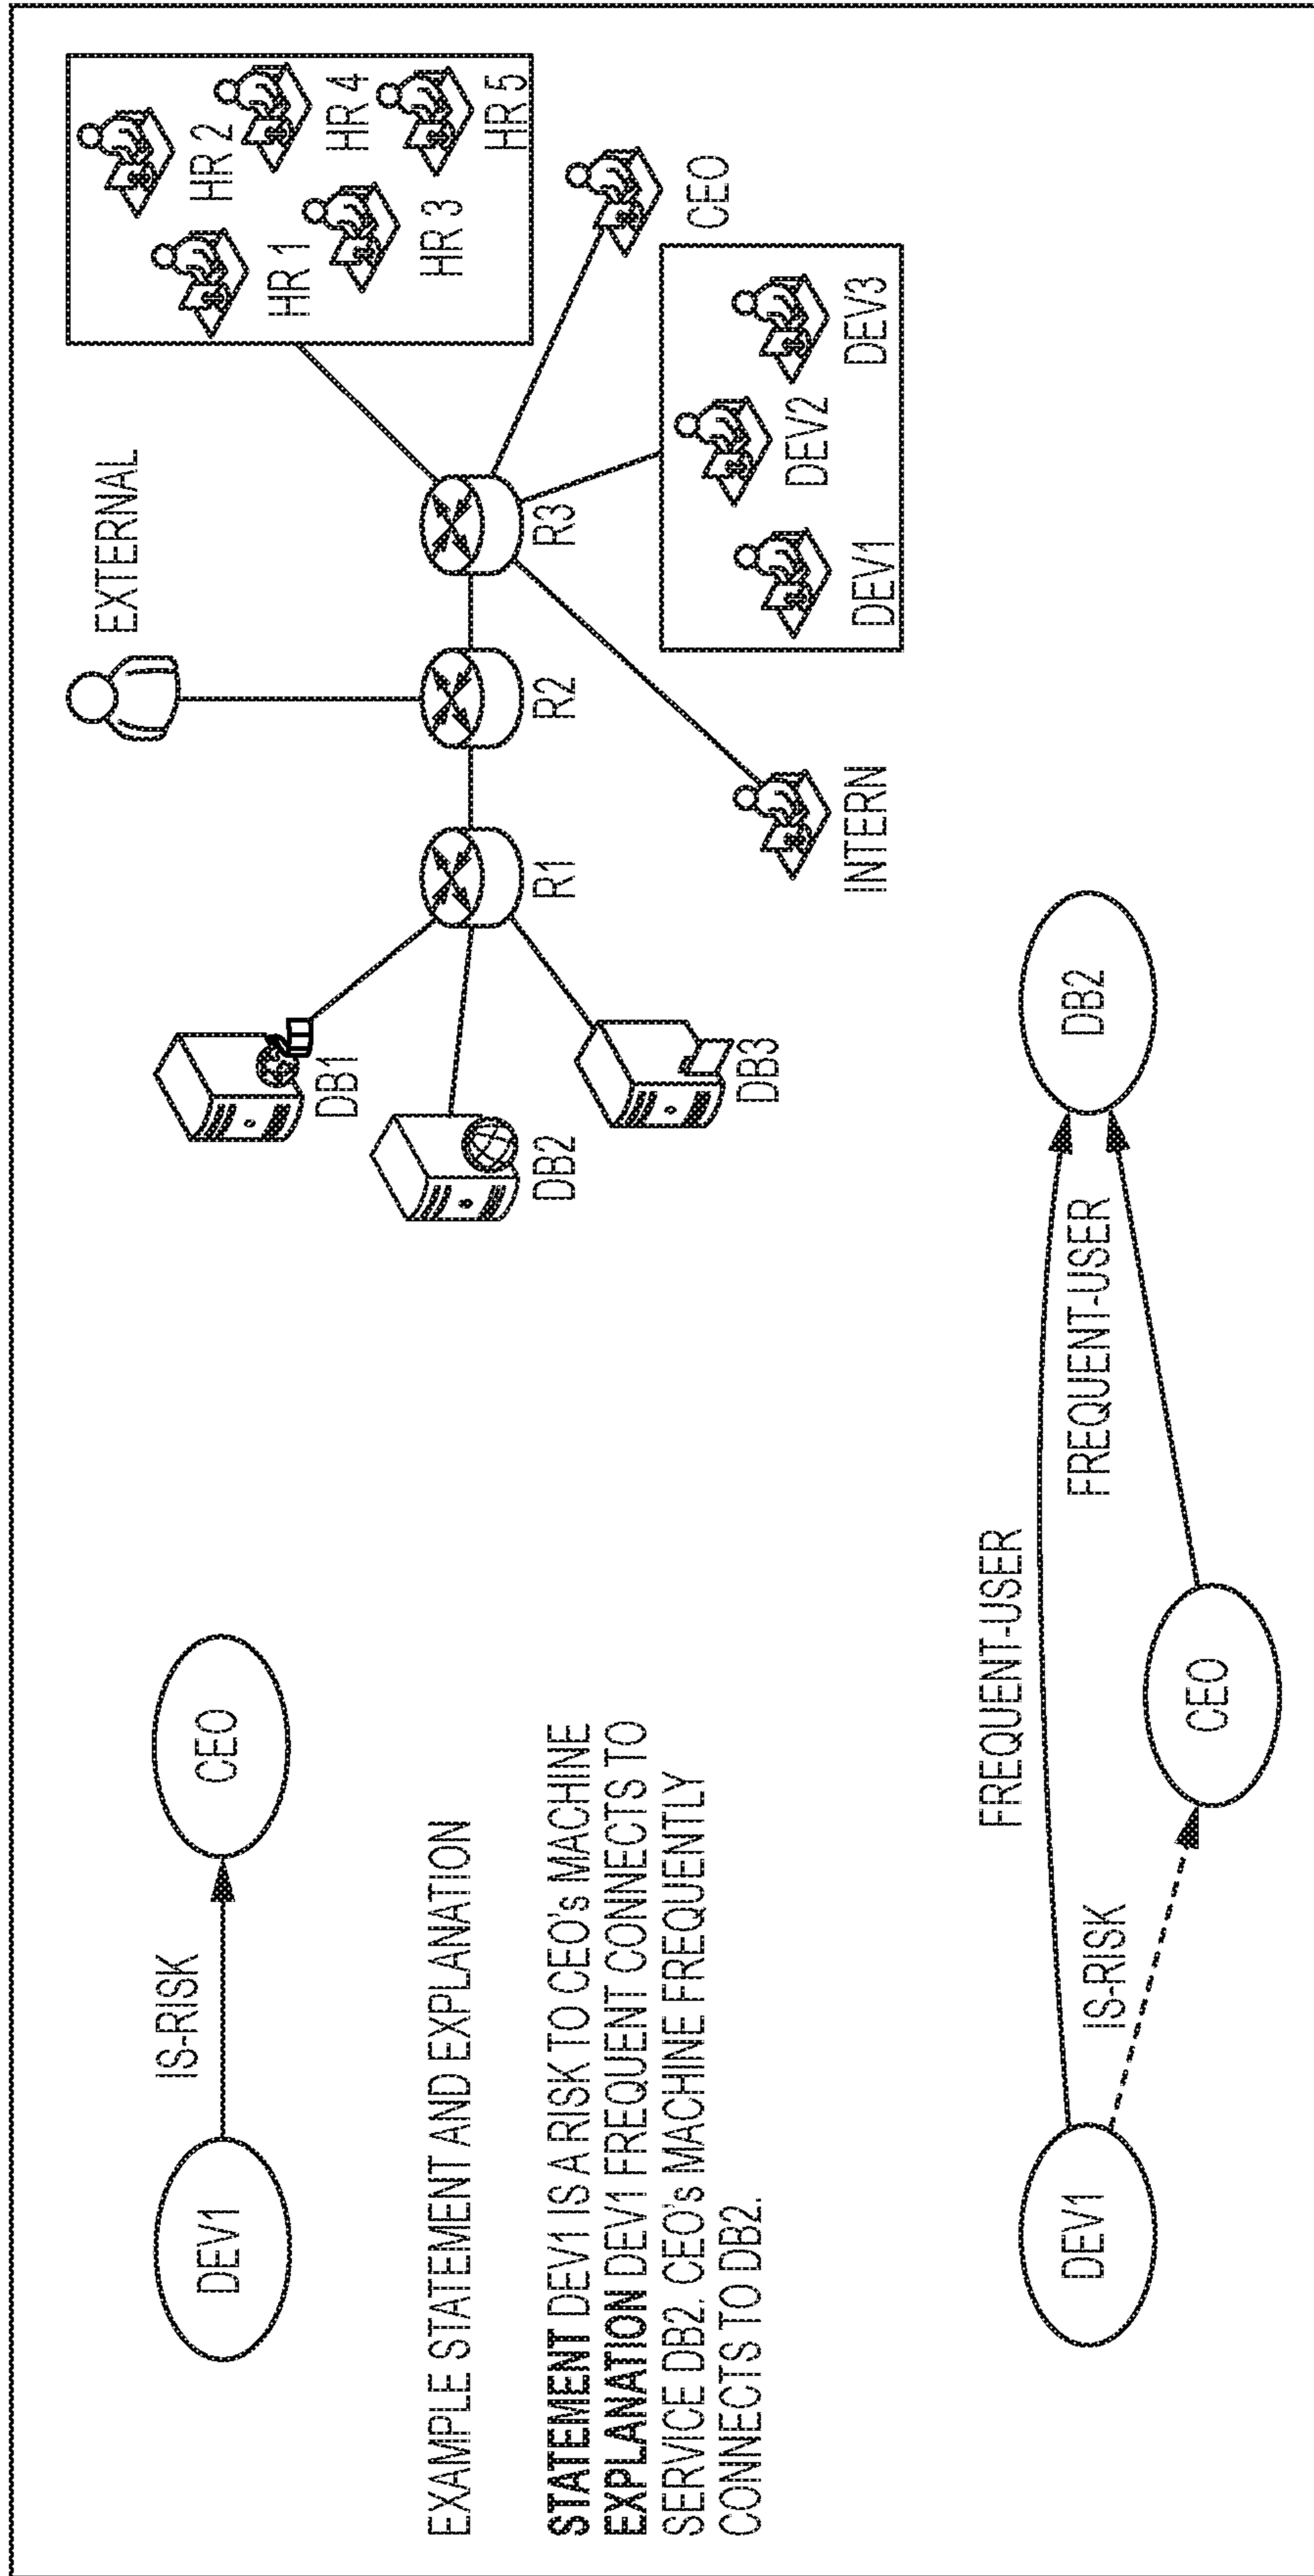 IS-RISK
DEV1
CEO
EXAMPLE STATEMENT AND EXPLANATION
STATEMENT DEV1 IS A RISK TO CEO's MACHINE
EXPLANATION DEV1 FREQUENT CONNECTS TO
SERVICE DB2. CEO's MACHINE FREQUENTLY
CONNECTS TO DB2.
EXTERNAL
HR 2
HR 4
HR 1
HR 3
HR 5
DB1
DB2
DB3
R1
R2
R3
CEO
INTERN
DEV1
DEV2
DEV3
FREQUENT-USER
FREQUENT-USER
IS-RISK
DEV1
CEO
DB2